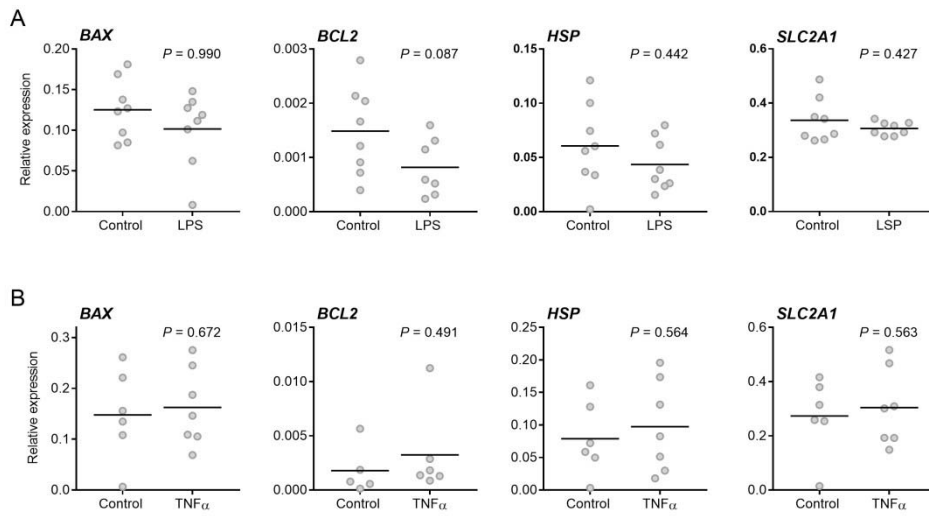 A
BAX
P = 0.990
0.20
0.15
0.10
0.05
0.00
Relative expression
Control
LPS
BCL2
P = 0.087
0.003
0.002
0.001
0.000
Control
LPS
HSP
P = 0.442
0.15
0.10
0.05
0.00
Control
LPS
SLC2A1
P = 0.427
0.6
0.4
0.2
0.0
Control
LSP
B
BAX
P = 0.672
0.3
0.2
0.1
0.0
Relative expression
Control
TNFα
BCL2
P = 0.491
0.015
0.010
0.005
0.000
Control
TNFα
HSP
P = 0.564
0.25
0.20
0.15
0.10
0.05
0.00
Control
TNFα
SLC2A1
P = 0.563
0.6
0.4
0.2
0.0
Control
TNFα